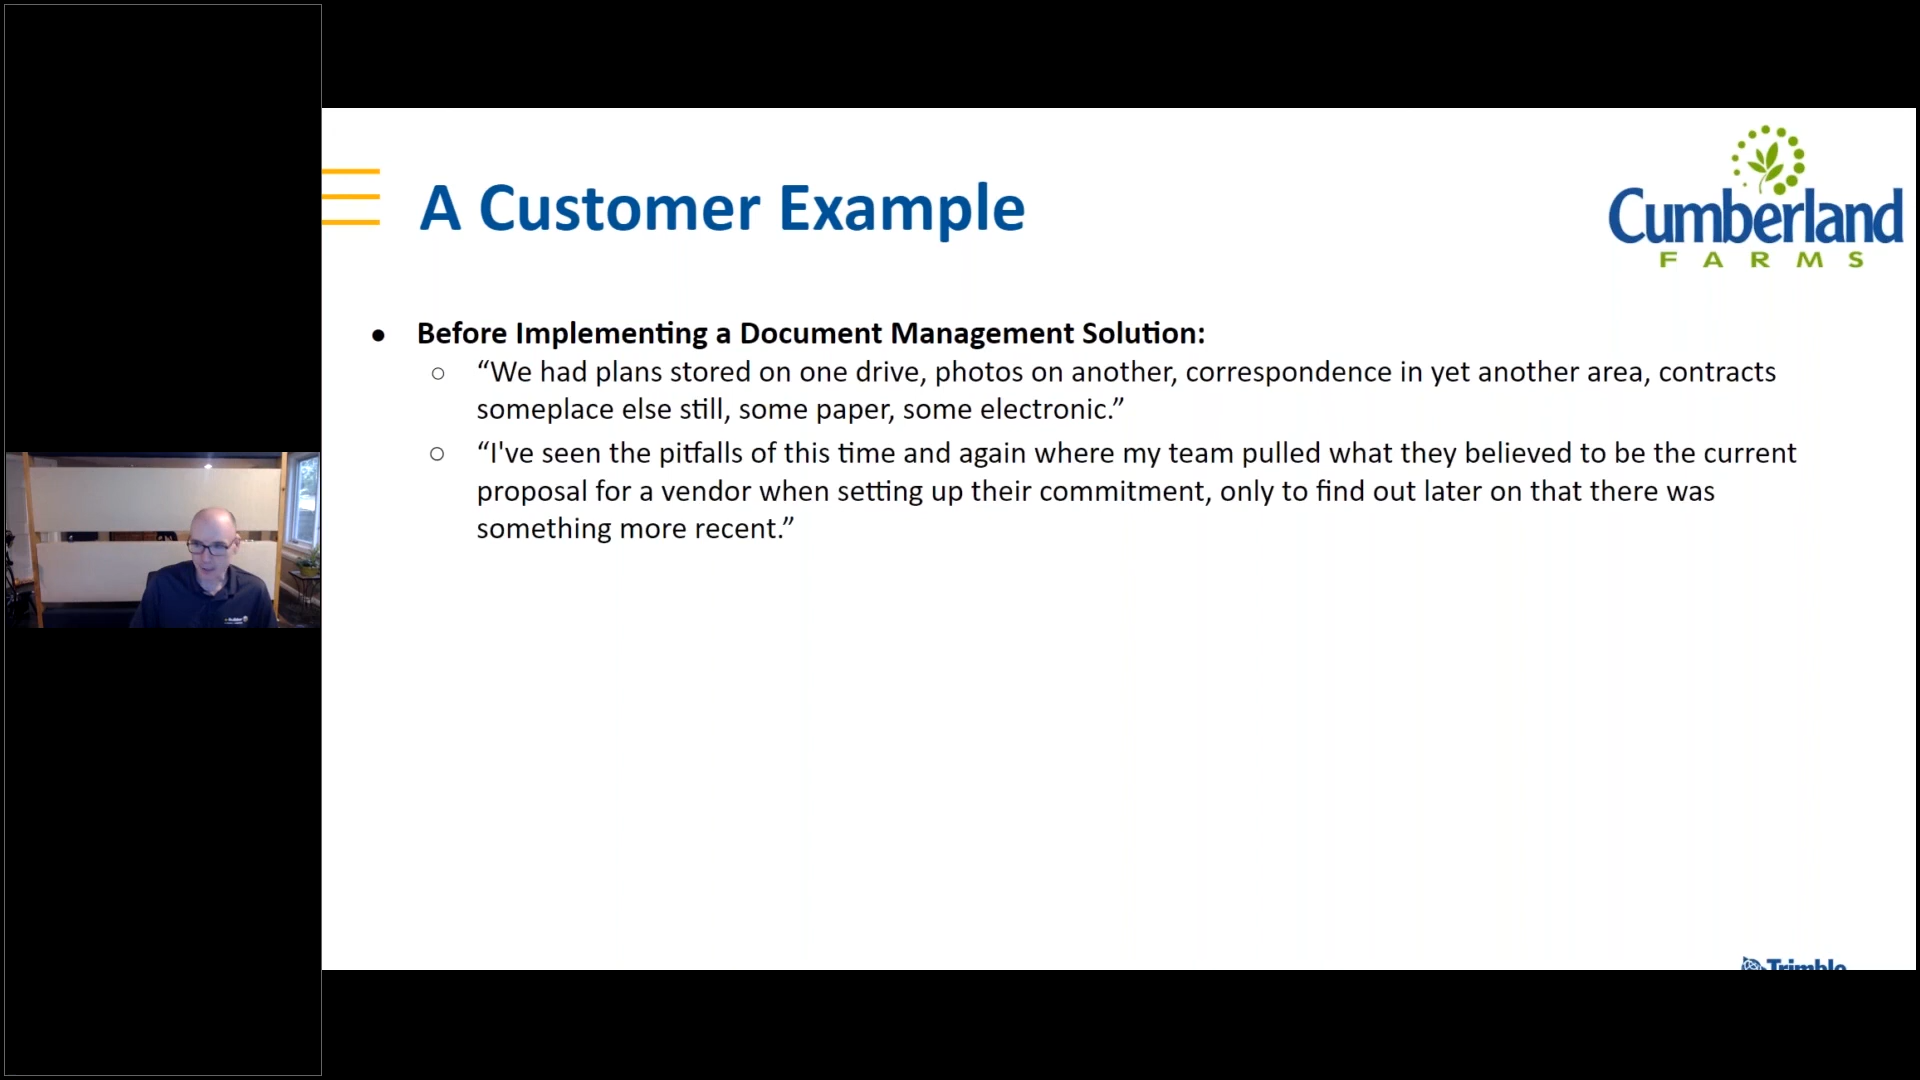 A Customer Example
Cumberland
FARMS
● Before Implementing a Document Management Solution:
○ “We had plans stored on one drive, photos on another, correspondence in yet another area, contracts
someplace else still, some paper, some electronic.”
○ “I've seen the pitfalls of this time and again where my team pulled what they believed to be the current
proposal for a vendor when setting up their commitment, only to find out later on that there was
something more recent.”
Trimble